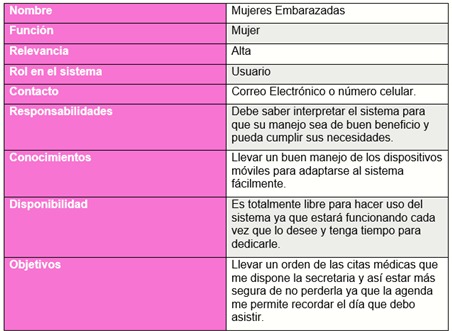 Nombre
Mujeres Embarazadas
Función
Mujer
Relevancia
Alta
Rol en el sistema
Usuario
Contacto
Correo Electrónico o número celular.
Responsabilidades
Debe saber interpretar el sistema para
que su manejo sea de buen beneficio y
pueda cumplir sus necesidades.
Conocimientos
Llevar un buen manejo de los dispositivos
móviles para adaptarse al sistema
fácilmente.
Disponibilidad
Es totalmente libre para hacer uso del
sistema ya que estará funcionando cada
vez que lo desee y tenga tiempo para
dedicarle.
Objetivos
Llevar un orden de las citas médicas que
me dispone la secretaria y así estar más
segura de no perderla ya que la agenda
me permite recordar el día que debo
asistir.